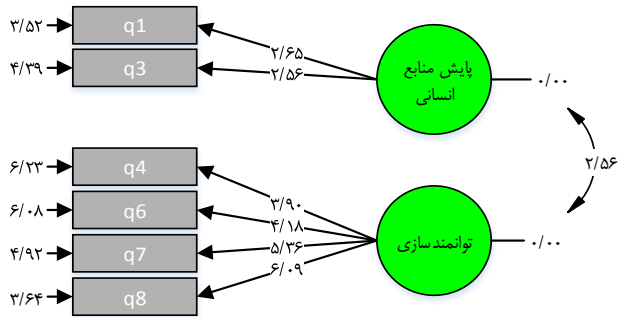 ۳/۵۲
q1
۲/۶۵
پایش منابع
انسانی
۰/۰۰
۴/۳۹
q3
۲/۵۶
۲/۵۶
۶/۲۳
q4
۳/۹۰
۶/۰۸
q6
۴/۱۸
توانمندسازی
۰/۰۰
۴/۹۲
q7
۵/۳۶
۳/۶۴
q8
۶/۰۹